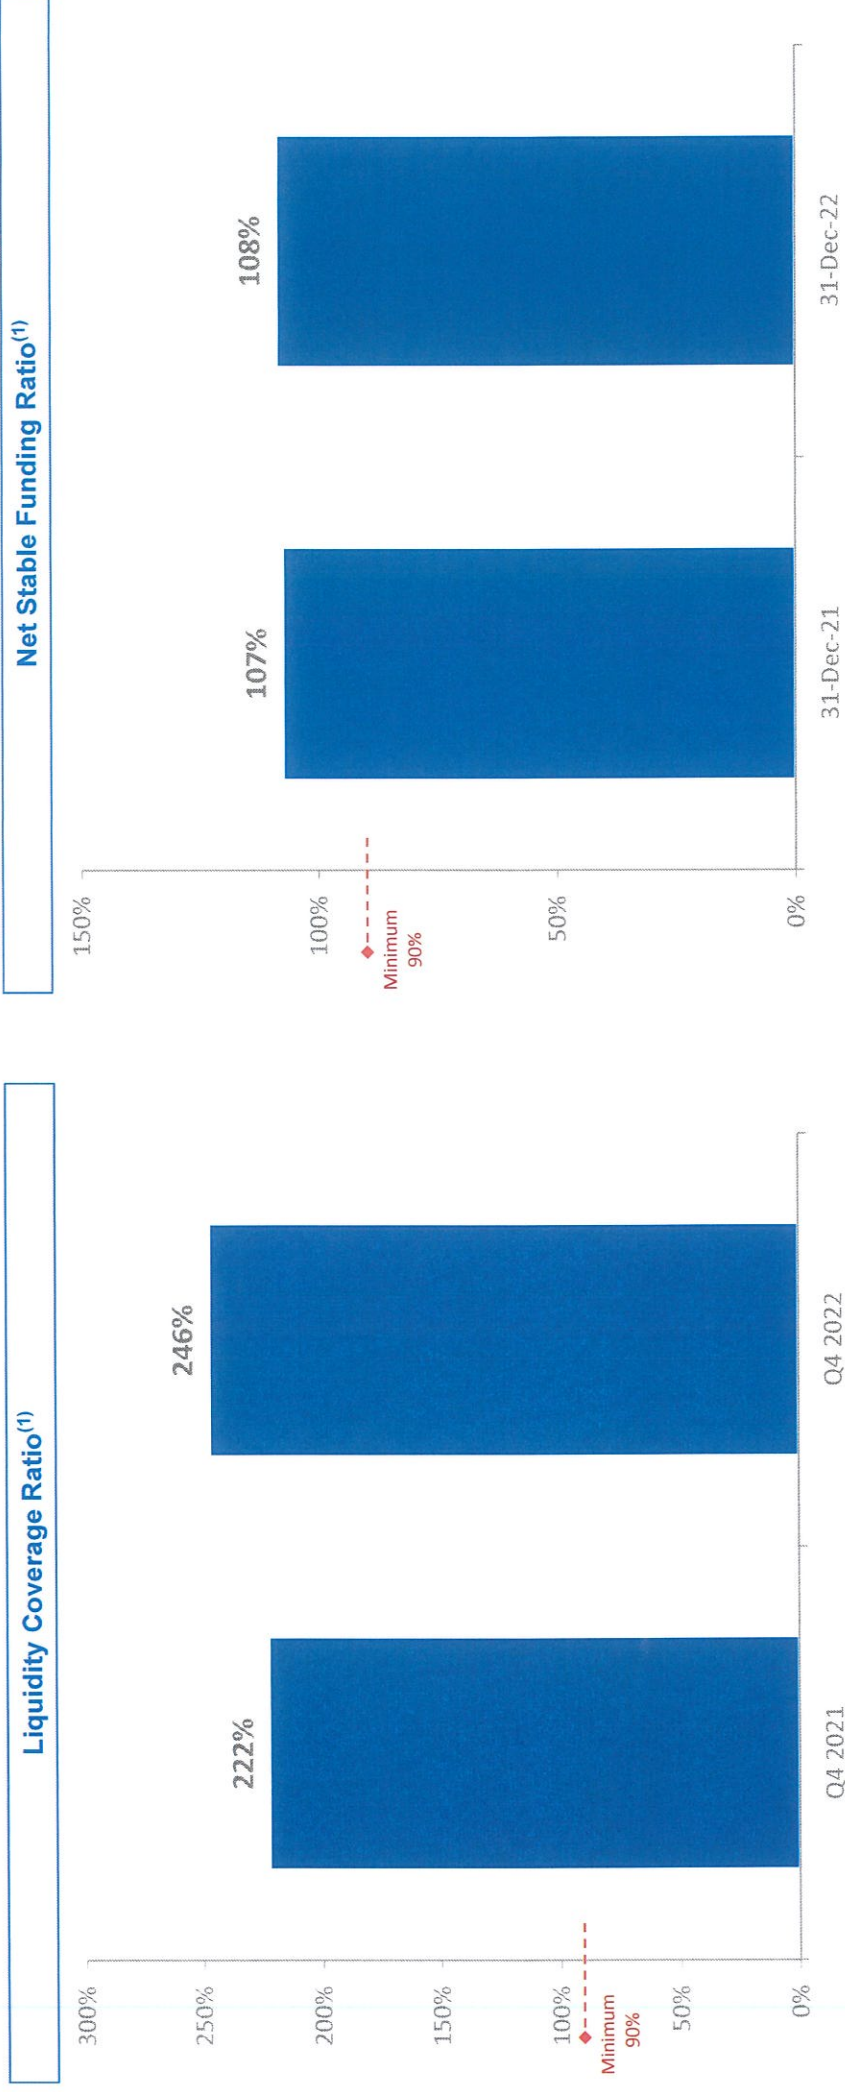 Liquidity Coverage Ratio(1)
300%
250%
200%
150%
100%
50%
0%
Minimum
90%
222%
246%
Q4 2021
Q4 2022
Net Stable Funding Ratio(1)
150%
100%
50%
0%
Minimum
90%
107%
108%
31-Dec-21
31-Dec-22